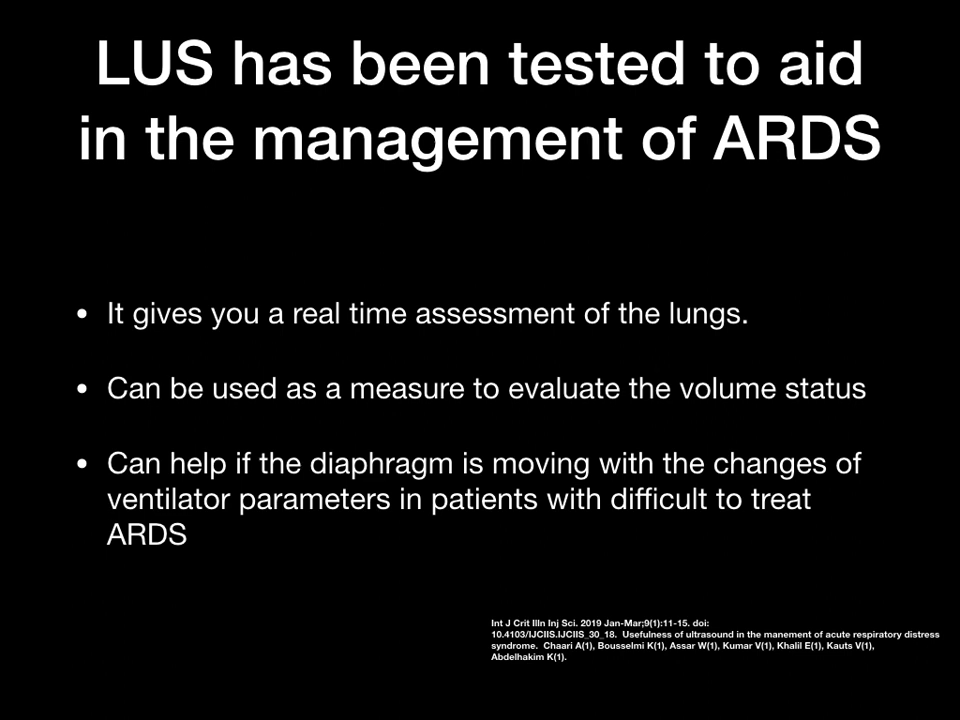 LUS has been tested to aid
in the management of ARDS
• It gives you a real time assessment of the lungs.
• Can be used as a measure to evaluate the volume status
• Can help if the diaphragm is moving with the changes of
ventilator parameters in patients with difficult to treat
ARDS
Int J Crit Illn Inj Sci. 2019 Jan-Mar;9(1):11-15. doi:
10.4103/IJCIIS.IJCIIS_30_18. Usefulness of ultrasound in the manement of acute respiratory distress
syndrome. Chaari A(1), Bousselmi K(1), Assar W(1), Kumar V(1), Khalil E(1), Kauts V(1),
Abdelhakim K(1).